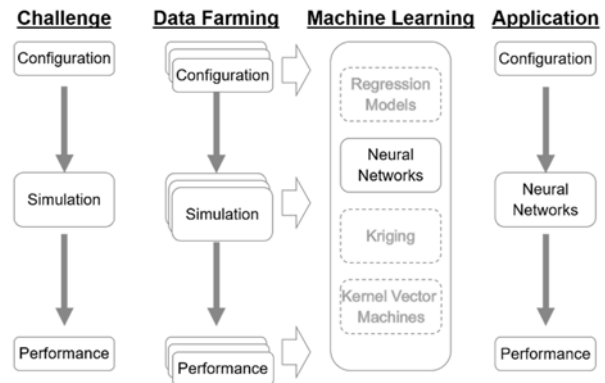 Challenge
Configuration
Simulation
Performance
Data Farming
Configuration
Simulation
Performance
Machine Learning
Regression
Models
Neural
Networks
Kriging
Kernel Vector
Machines
Application
Configuration
Neural
Networks
Performance